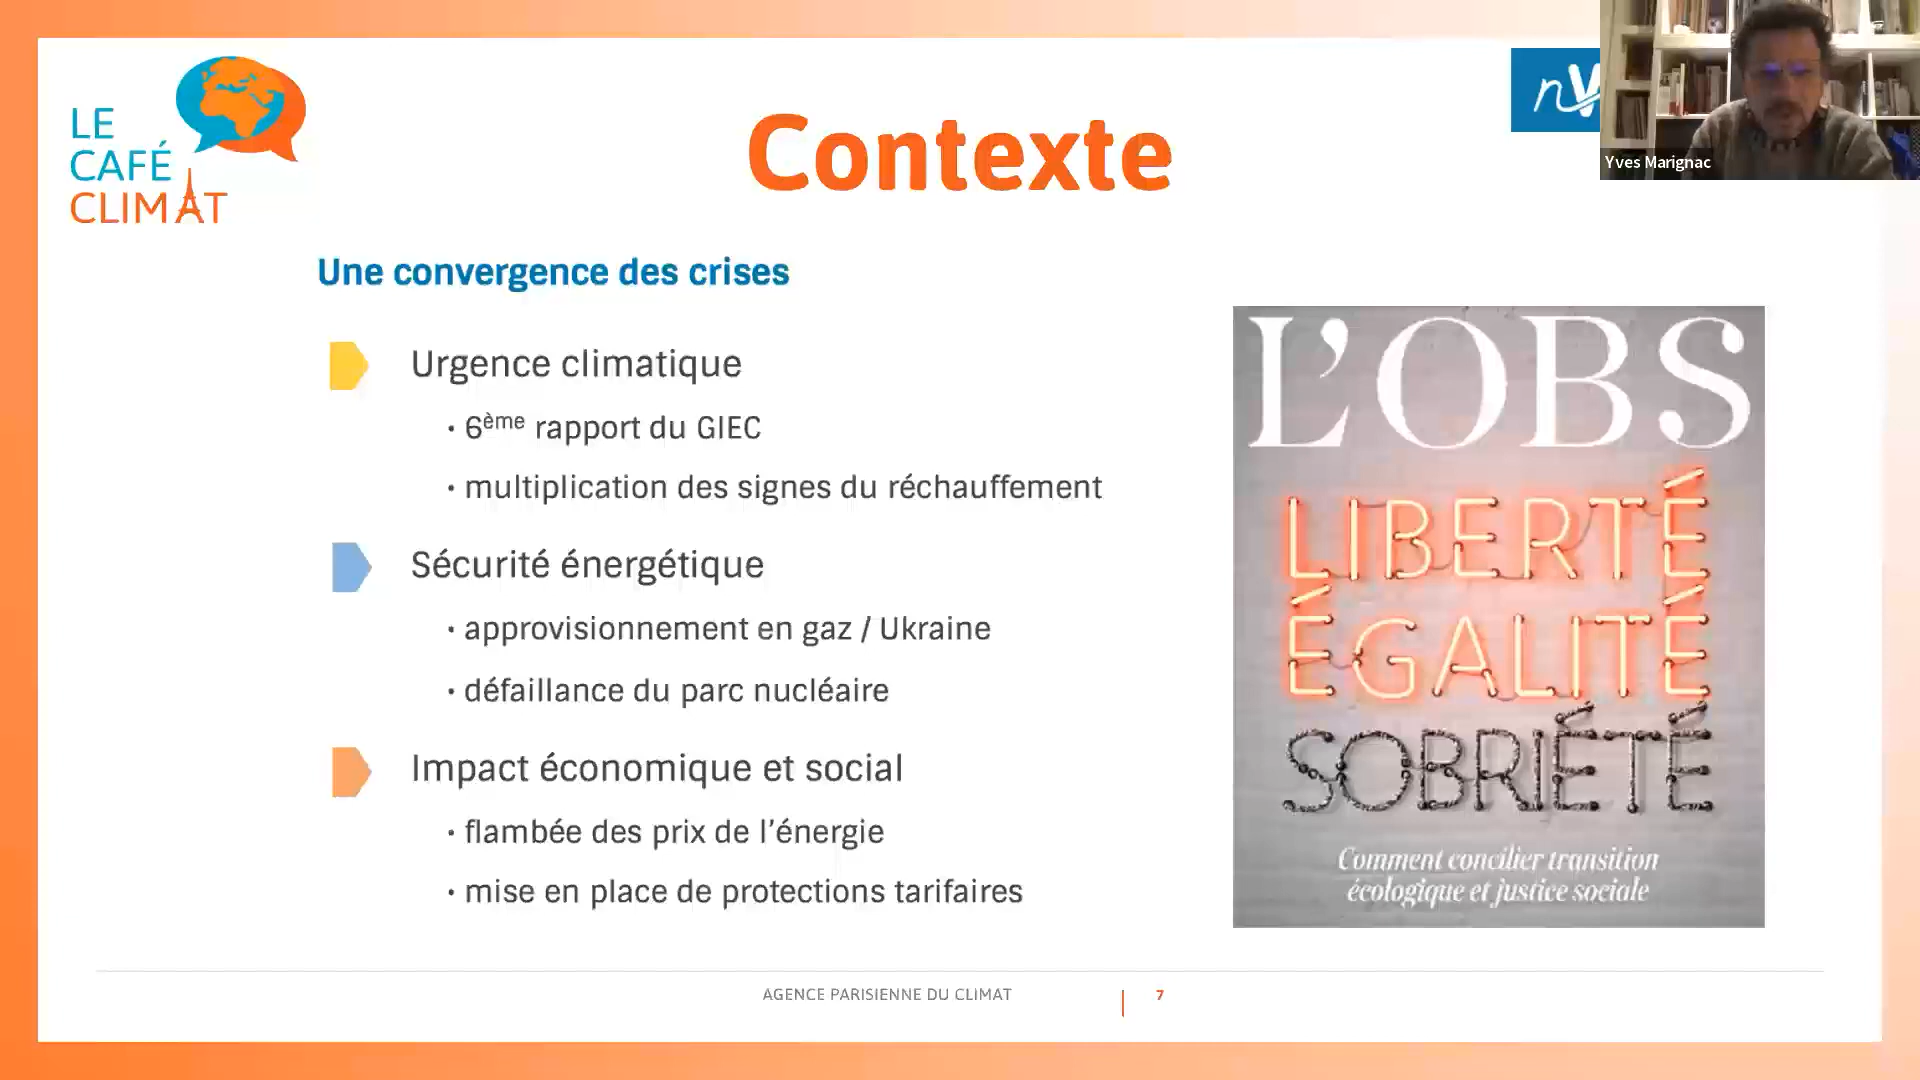 LE
CAFÉ
CLIMAT
Contexte
Yves Marignac
Une convergence des crises
Urgence climatique
• 6ème rapport du GIEC
• multiplication des signes du réchauffement
Sécurité énergétique
• approvisionnement en gaz / Ukraine
• défaillance du parc nucléaire
Impact économique et social
• flambée des prix de l'énergie
• mise en place de protections tarifaires
L'OBS
LIBERTÉ
ÉGALITÉ
SOBRIÉTÉ
Comment concilier transition
écologique et justice sociale
AGENCE PARISIENNE DU CLIMAT
7